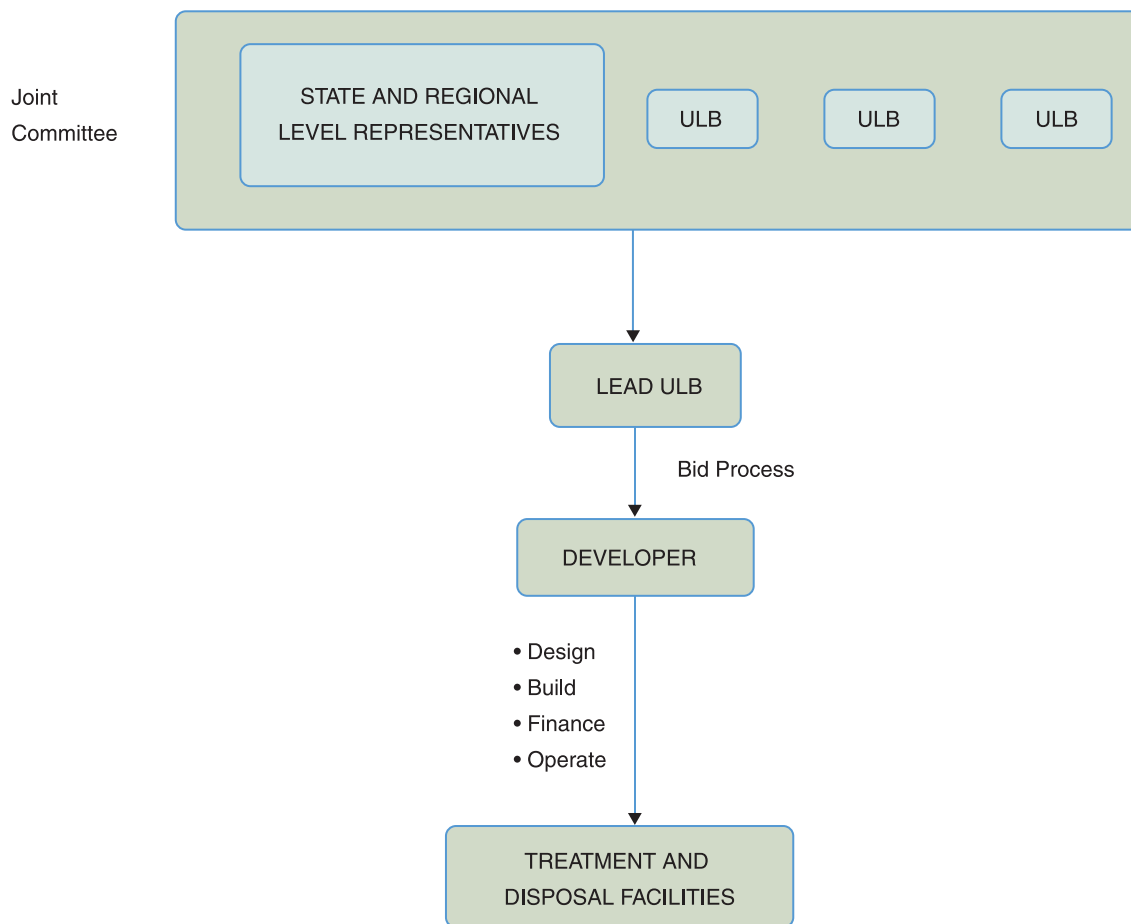 Joint
Committee
STATE AND REGIONAL
LEVEL REPRESENTATIVES
ULB
ULB
ULB
LEAD ULB
Bid Process
DEVELOPER
• Design
• Build
• Finance
• Operate
TREATMENT AND
DISPOSAL FACILITIES